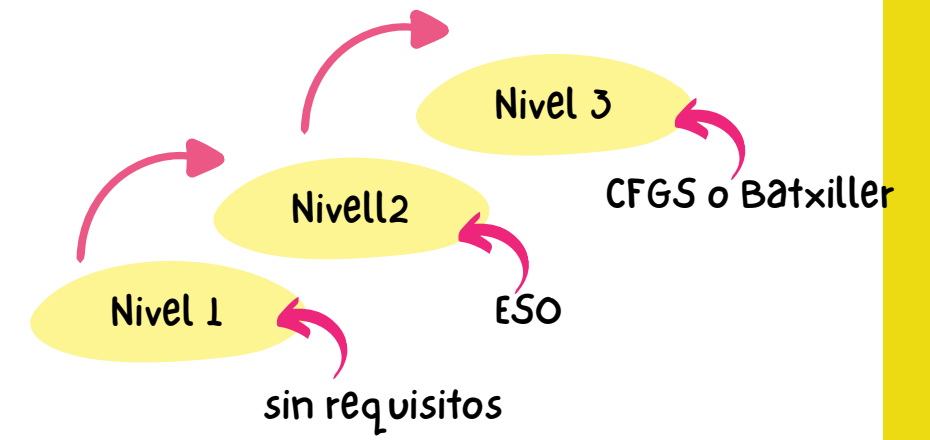 Nivel 3
CFGS o Batxiller
Nivell2
ESO
Nivel 1
sin requisitos